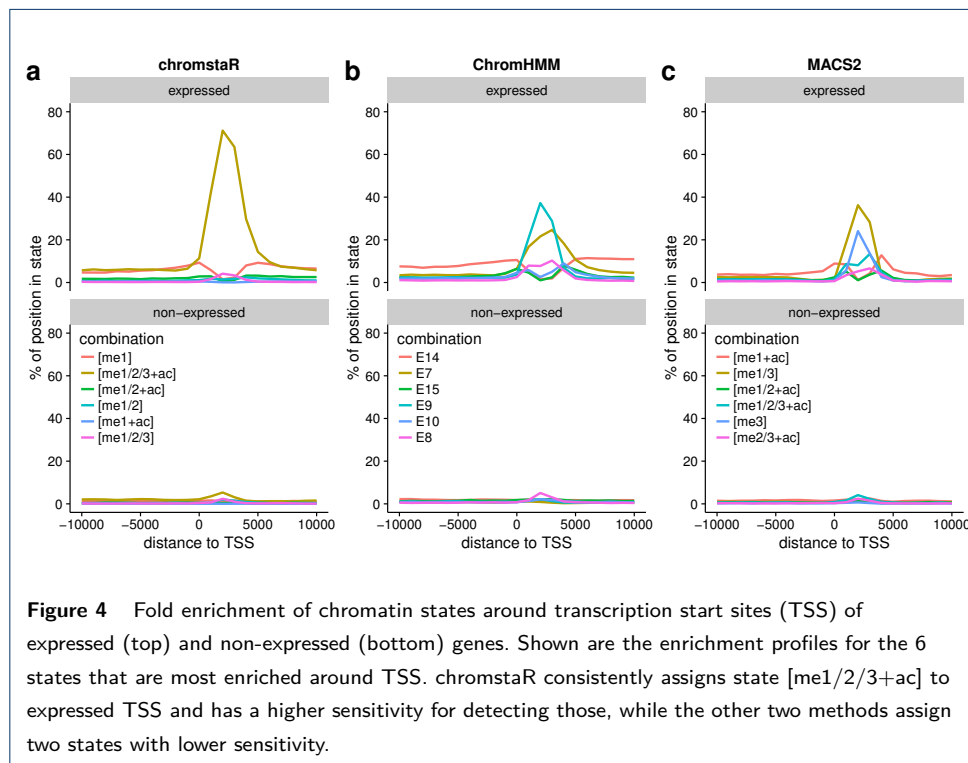 a
chromstaR
expressed
80
60
40
20
0
non-expressed
combination
[me1]
[me1/2/3+ac]
[me1/2+ac]
[me1/2]
[me1+ac]
[me1/2/3]
80
60
40
20
0
−10000 −5000 0 5000 10000
distance to TSS
% of position in state
b
ChromHMM
expressed
80
60
40
20
0
non-expressed
combination
E14
E7
E15
E9
E10
E8
80
60
40
20
0
−10000 −5000 0 5000 10000
distance to TSS
% of position in state
c
MACS2
expressed
80
60
40
20
0
non-expressed
combination
[me1+ac]
[me1/3]
[me1/2+ac]
[me1/2/3+ac]
[me3]
[me2/3+ac]
80
60
40
20
0
−10000 −5000 0 5000 10000
distance to TSS
% of position in state
Figure 4 Fold enrichment of chromatin states around transcription start sites (TSS) of
expressed (top) and non-expressed (bottom) genes. Shown are the enrichment profiles for the 6
states that are most enriched around TSS. chromstaR consistently assigns state [me1/2/3+ac] to
expressed TSS and has a higher sensitivity for detecting those, while the other two methods assign
two states with lower sensitivity.